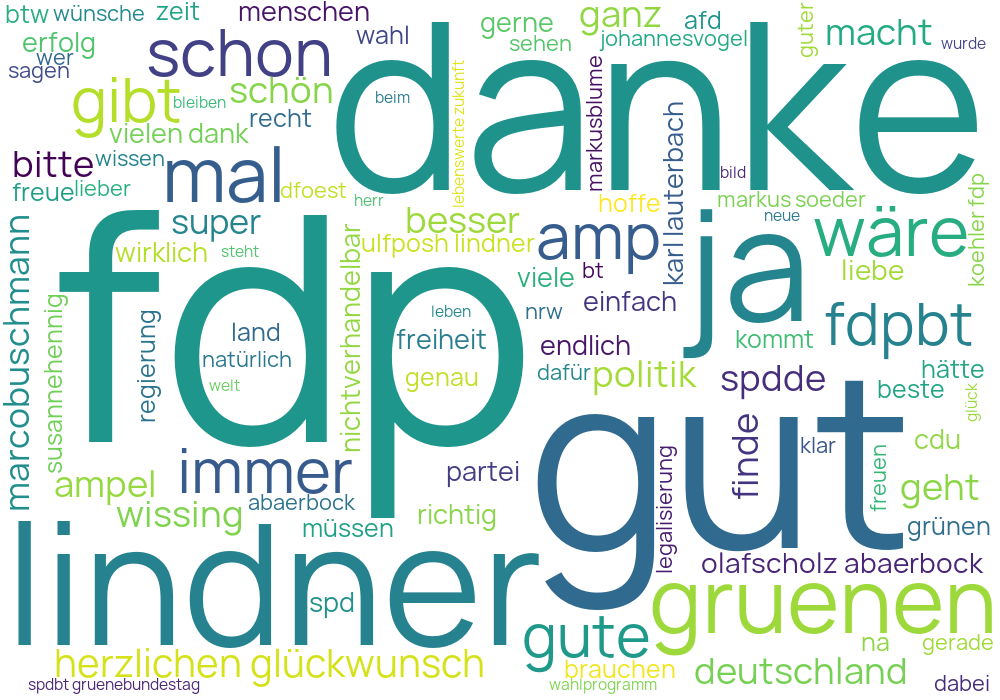 btw wünsche zeit menschen
erfolg
wer
sagen
schon
wahl
gerne
sehen
ganz
afd
johannesvogel
guter
macht
wurde
gibt
bleiben
schön
beim
recht
vielen dank
danke
lebenswerte zukunft
markusblume
karl lauterbach
bild
bitte
wissen
mal
freue
lieber
dfoest
herr
hoffe
markus soeder
neue
koehler fdp
super
besser
amp
ja
wäre
wirklich
steht
ulfposh lindner
viele
bt
liebe
marcobuschmann
susannehennig
fdp
nichtverhandelbar
regierung
land
natürlich
welt
leben
freiheit
genau
nrw
einfach
endlich
kommt
fdpbt
dafür
politik
spdde
hätte
beste
glück
gut
immer
partei
finde
klar
cdu
ampel
abaerbock
legalisierung
freuen
geht
wissing
müssen
richtig
grünen
lindner
spd
olafscholz abaerbock
gruenen
gute
na
gerade
herzlichen glückwunsch
brauchen
deutschland
spdbt gruenebundestag
wahlprogramm
dabei